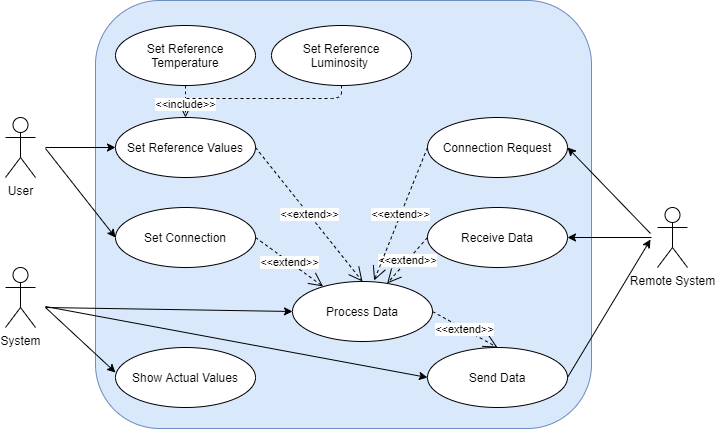 Set Reference
Temperature
Set Reference
Luminosity
<<include>>
Set Reference Values
Connection Request
User
<<extend>>
<<extend>>
Set Connection
Receive Data
<<extend>>
<<extend>>
Remote System
System
Process Data
<<extend>>
Show Actual Values
Send Data